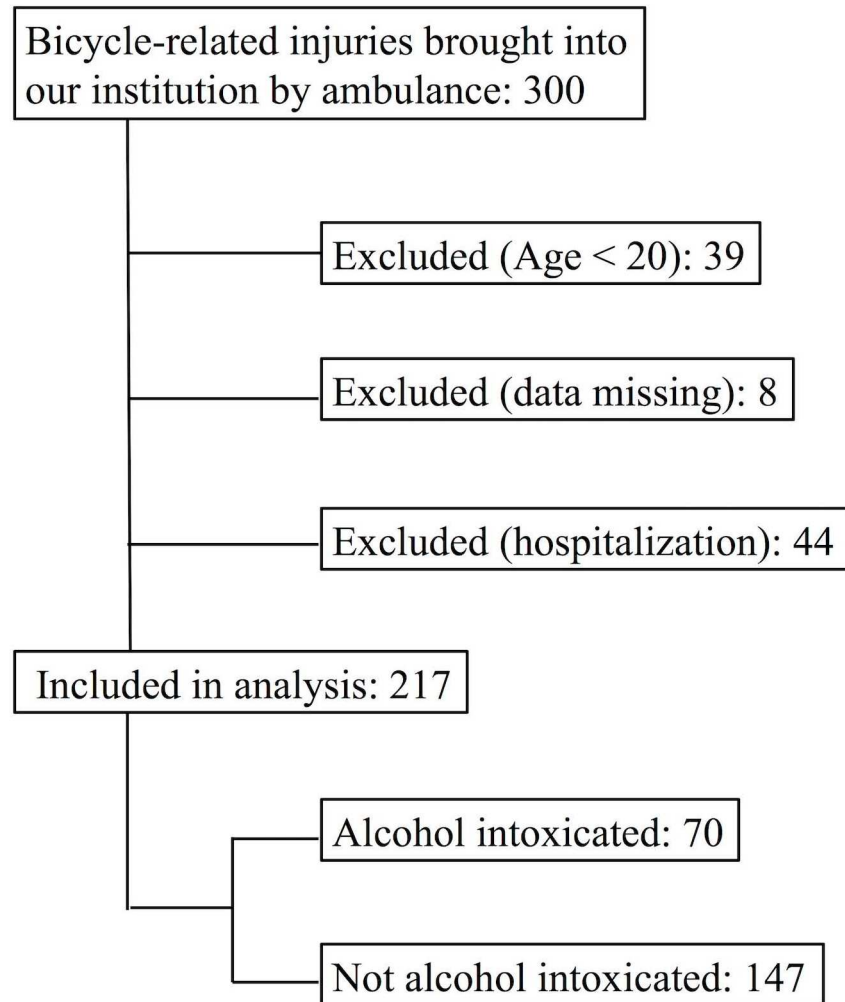 Bicycle-related injuries brought into
our institution by ambulance: 300
Excluded (Age < 20): 39
Excluded (data missing): 8
Excluded (hospitalization): 44
Included in analysis: 217
Alcohol intoxicated: 70
Not alcohol intoxicated: 147